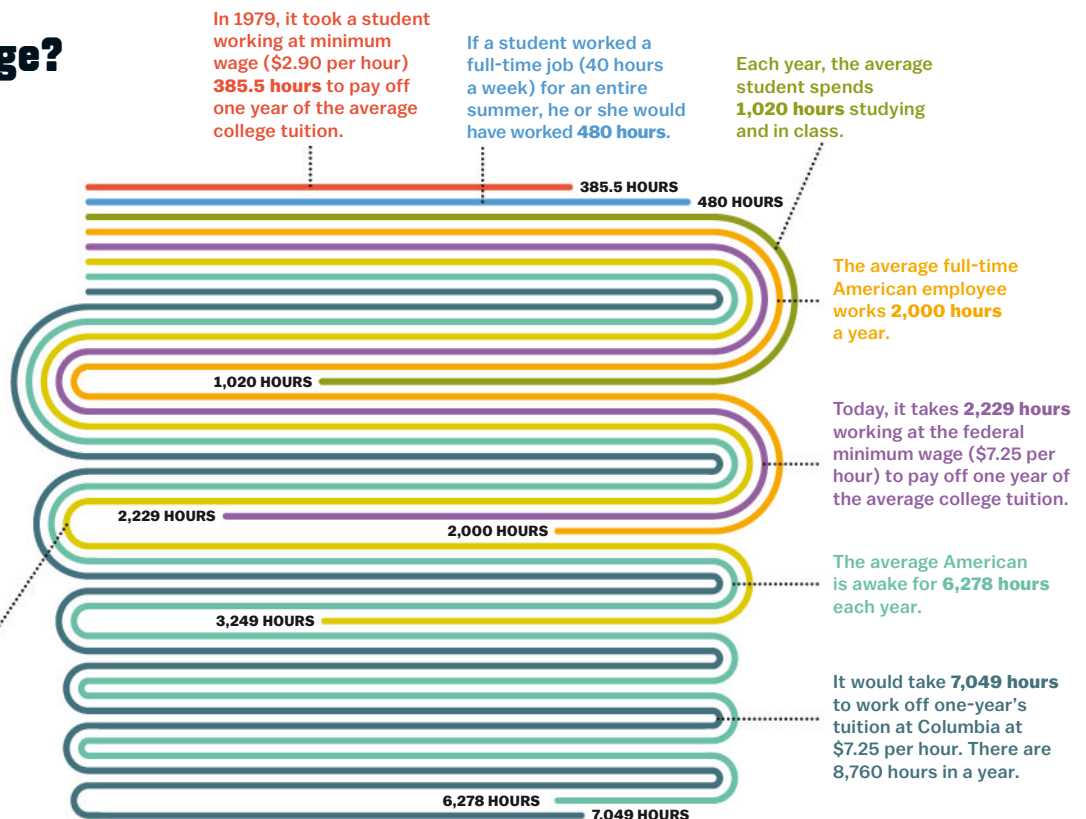 ge?
In 1979, it took a student
working at minimum
wage ($2.90 per hour)
385.5 hours to pay off
one year of the average
college tuition.
If a student worked a
full-time job (40 hours
a week) for an entire
summer, he or she would
have worked 480 hours.
Each year, the average
student spends
1,020 hours studying
and in class.
385.5 HOURS
480 HOURS
The average full-time
American employee
works 2,000 hours
a year.
1,020 HOURS
Today, it takes 2,229 hours
working at the federal
minimum wage ($7.25 per
hour) to pay off one year of
the average college tuition.
2,229 HOURS
2,000 HOURS
The average American
is awake for 6,278 hours
each year.
3,249 HOURS
It would take 7,049 hours
to work off one-year's
tuition at Columbia at
$7.25 per hour. There are
8,760 hours in a year.
6,278 HOURS
7,049 HOURS